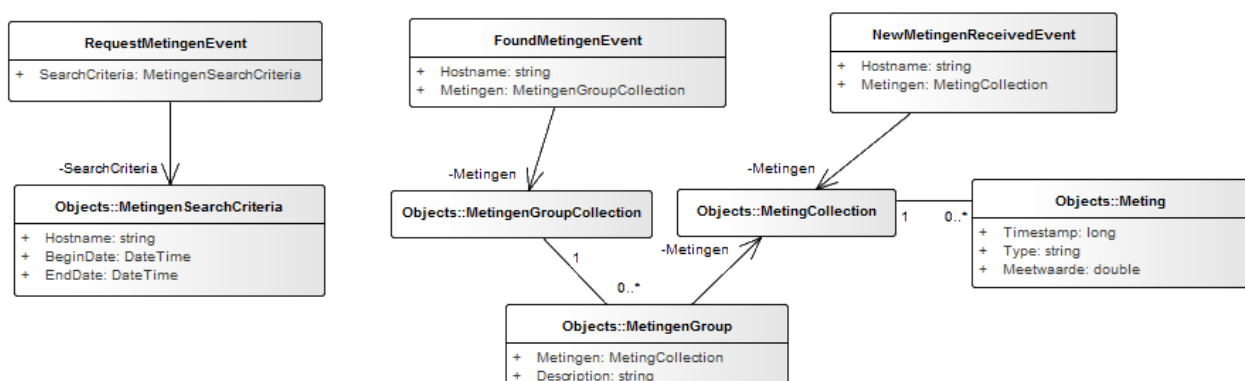 RequestMetingenEvent
+ SearchCriteria: MetingenSearchCriteria
FoundMetingenEvent
+ Hostname: string
+ Metingen: MetingenGroupCollection
NewMetingenReceivedEvent
+ Hostname: string
+ Metingen: MetingCollection
-SearchCriteria
-Metingen
-Metingen
Objects::MetingenSearchCriteria
+ Hostname: string
+ BeginDate: DateTime
+ EndDate: DateTime
Objects::MetingenGroupCollection
Objects::MetingCollection
1
0..*
Objects::Meting
+ Timestamp: long
+ Type: string
+ Meetwaarde: double
-Metingen
1
0..*
Objects::MetingenGroup
+ Metingen: MetingCollection
+ Description: string